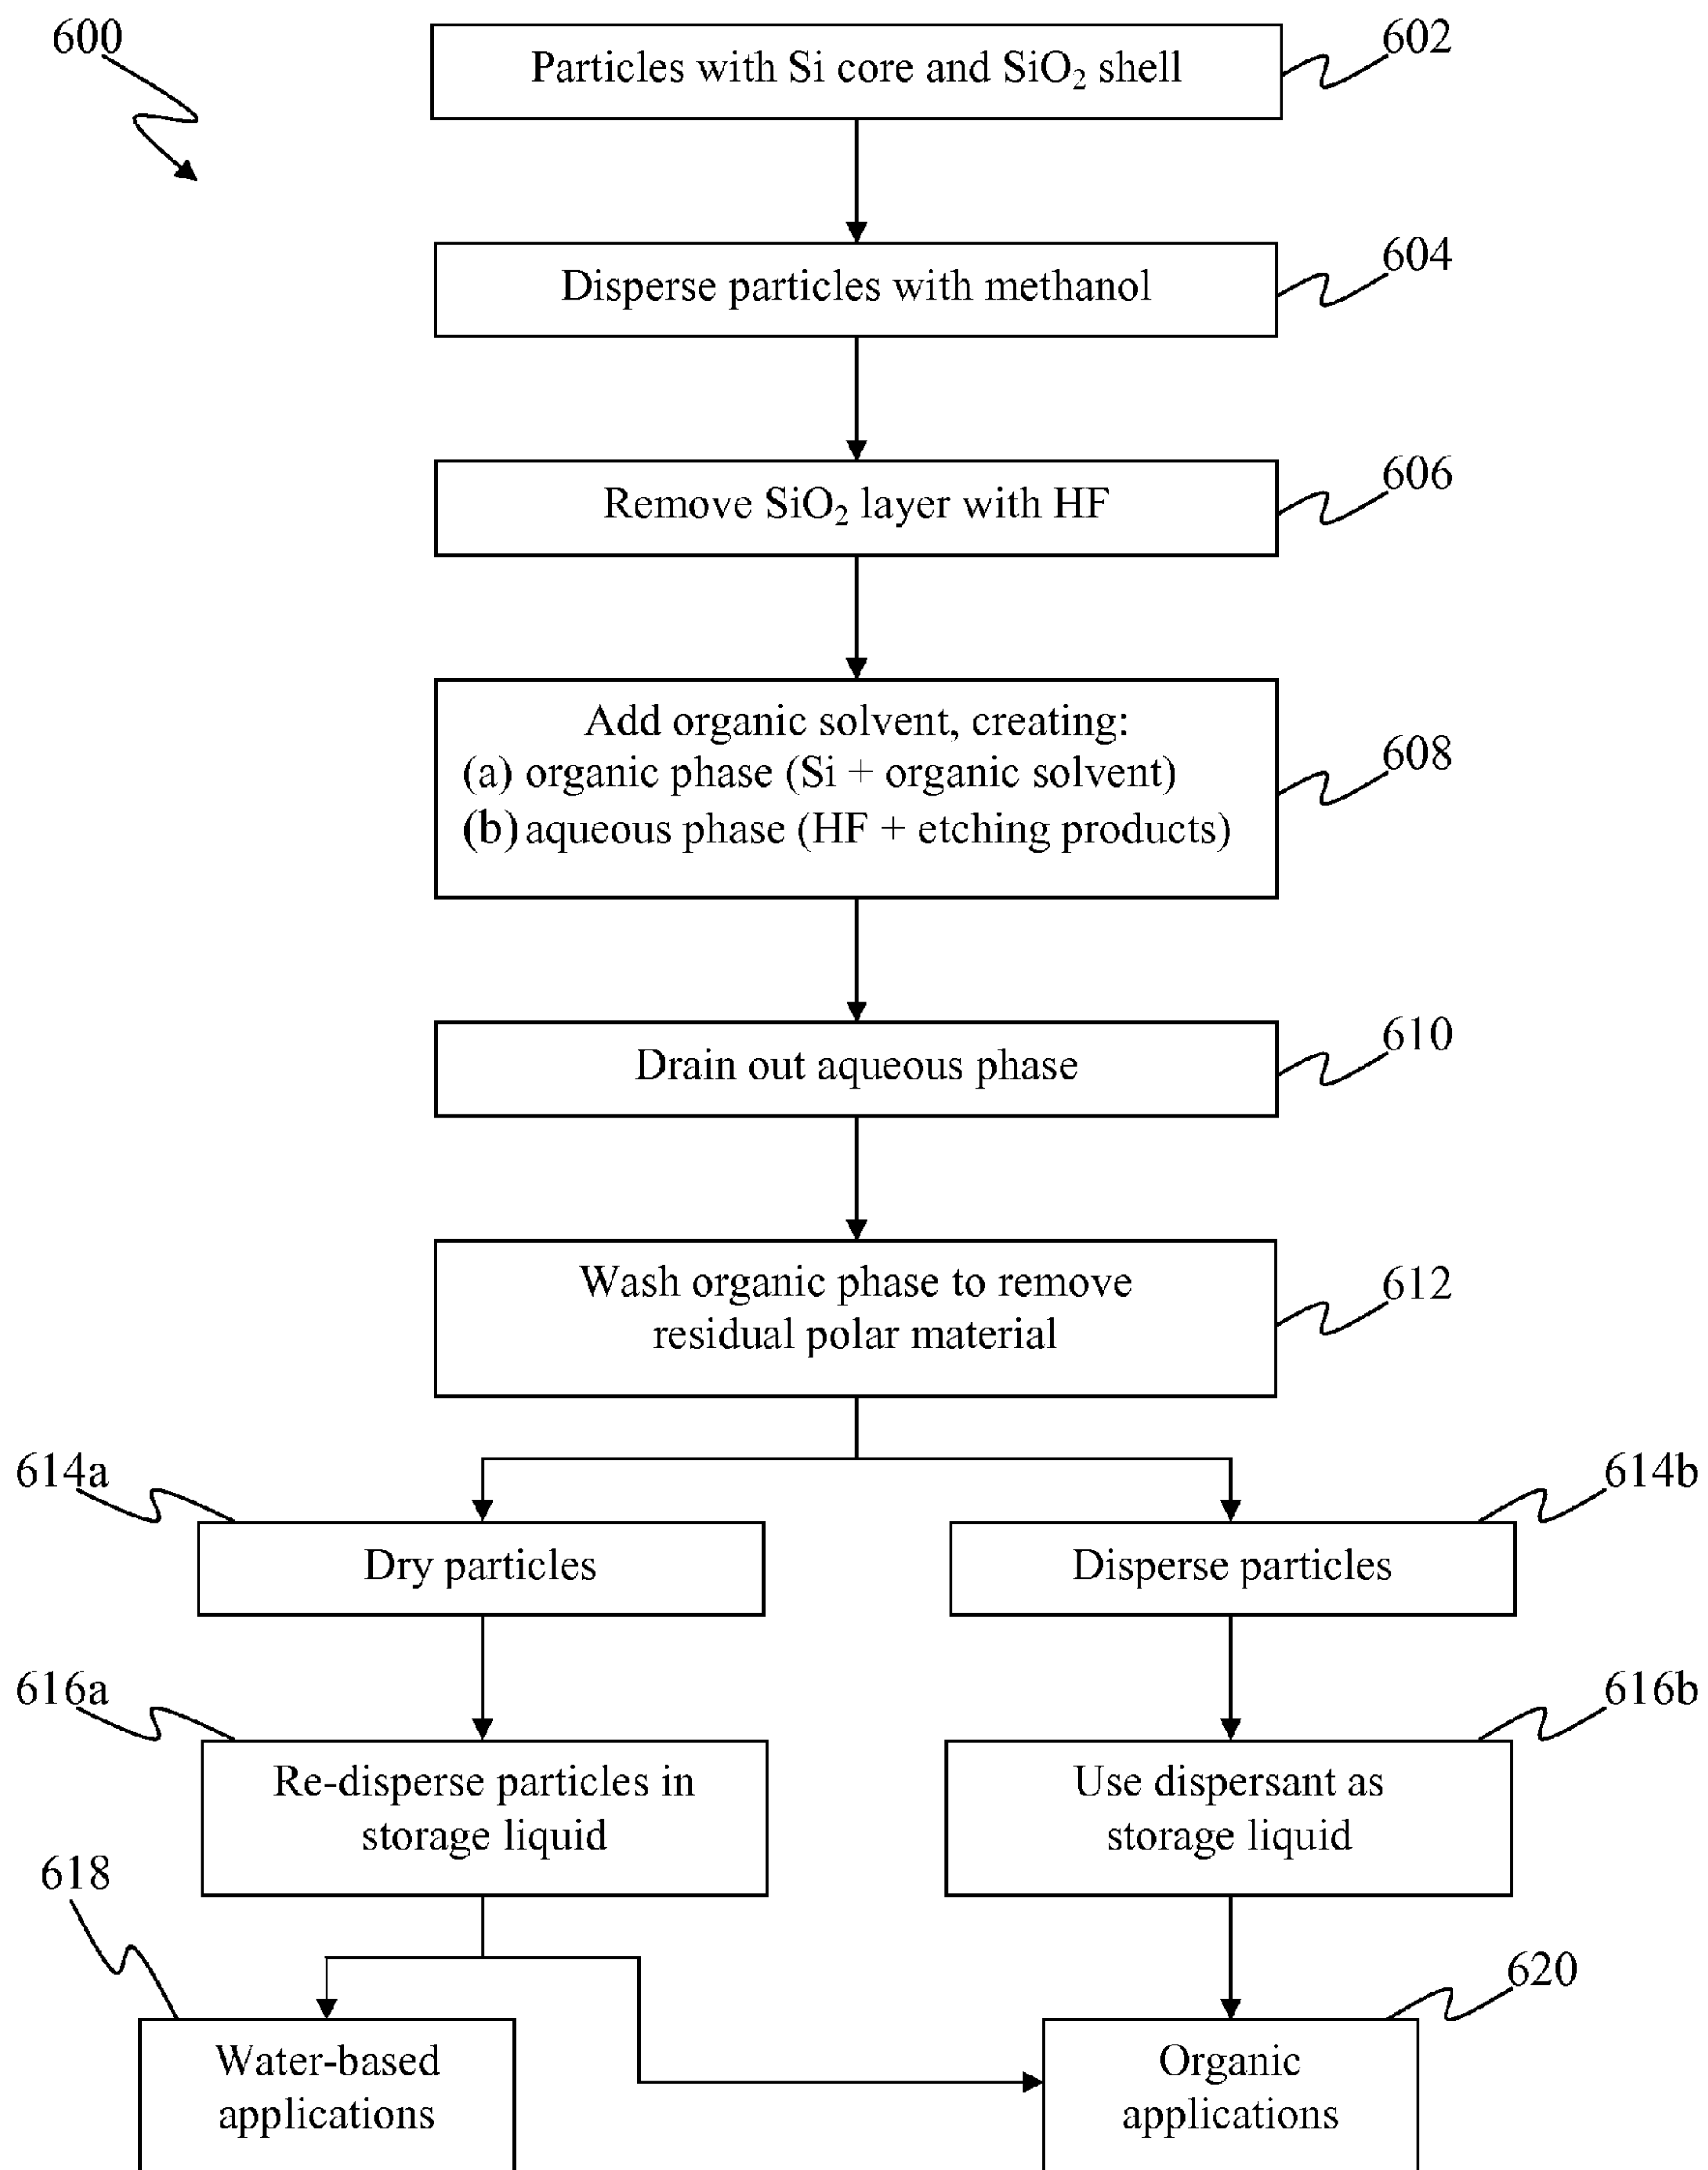 600
602
Particles with Si core and SiO₂ shell
604
Disperse particles with methanol
606
Remove SiO₂ layer with HF
608
Add organic solvent, creating:
(a) organic phase (Si + organic solvent)
(b) aqueous phase (HF + etching products)
610
Drain out aqueous phase
612
Wash organic phase to remove
residual polar material
614a
614b
Dry particles
Disperse particles
616a
616b
Re-disperse particles in
storage liquid
Use dispersant as
storage liquid
618
620
Water-based
applications
Organic
applications